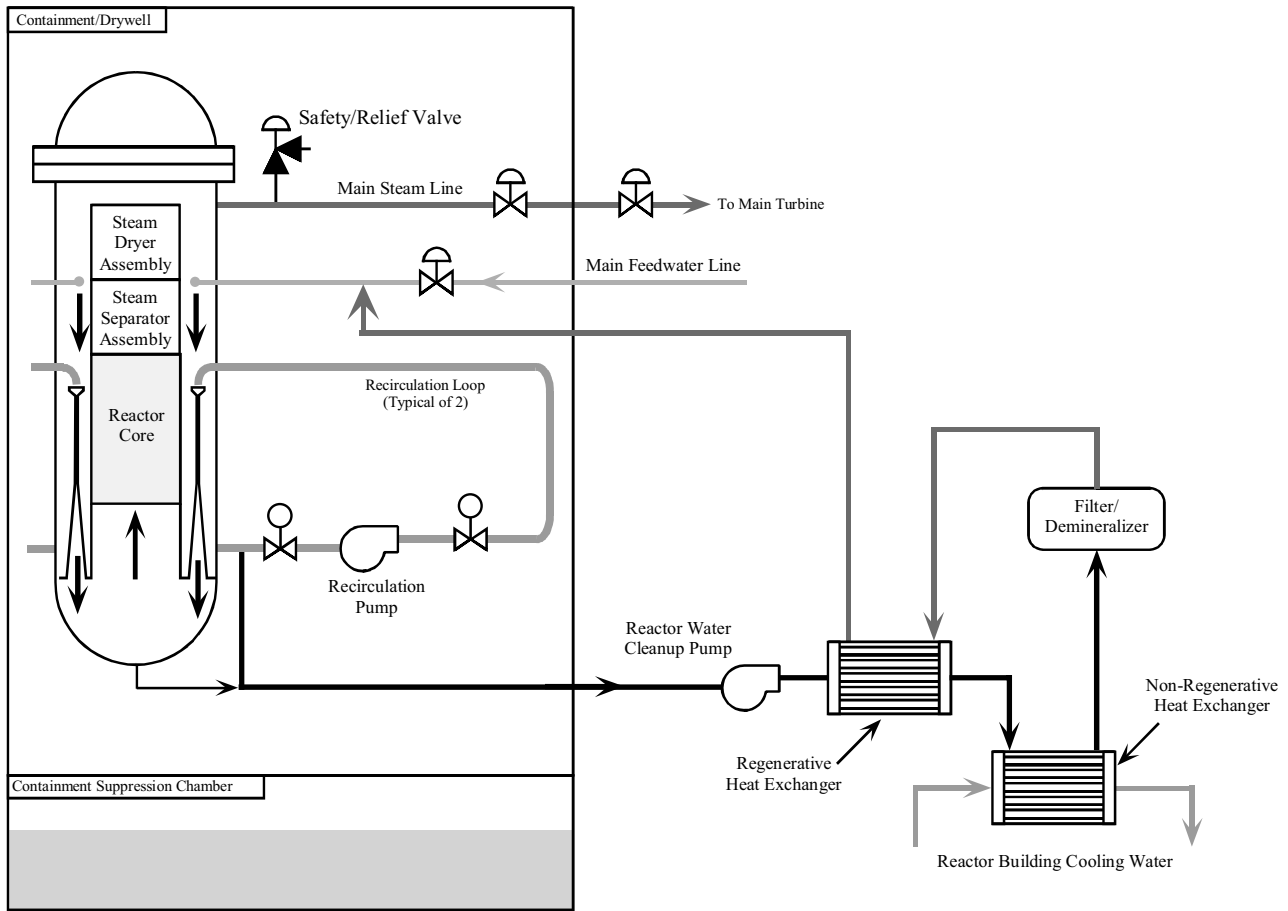 Containment/Drywell
Safety/Relief Valve
Main Steam Line
To Main Turbine
Steam
Dryer
Assembly
Main Feedwater Line
Steam
Separator
Assembly
Recirculation Loop
(Typical of 2)
Reactor
Core
Filter/
Demineralizer
Recirculation
Pump
Reactor Water
Cleanup Pump
Non-Regenerative
Heat Exchanger
Regenerative
Heat Exchanger
Containment Suppression Chamber
Reactor Building Cooling Water